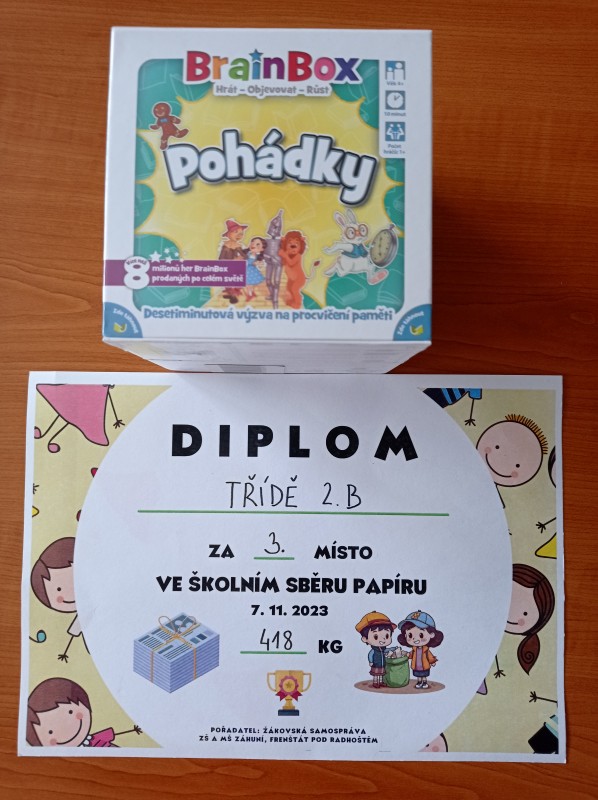 BrainBox
Hrát – Objevovat – Růst
Pohádky
Více než
8 milionů her BrainBox
prodaných po celém světě
Desetiminutová výzva na procvičení paměti
DIPLOM
TŘÍDĚ 2.B
ZA 3. MÍSTO
VE ŠKOLNÍM SBĚRU PAPÍRU
7. 11. 2023
418 KG
POŘADATEL: ŽÁKOVSKÁ SAMOSPRÁVA
ZŠ A MŠ ZÁHUNÍ, FRENŠTÁT POD RADHOŠTĚM